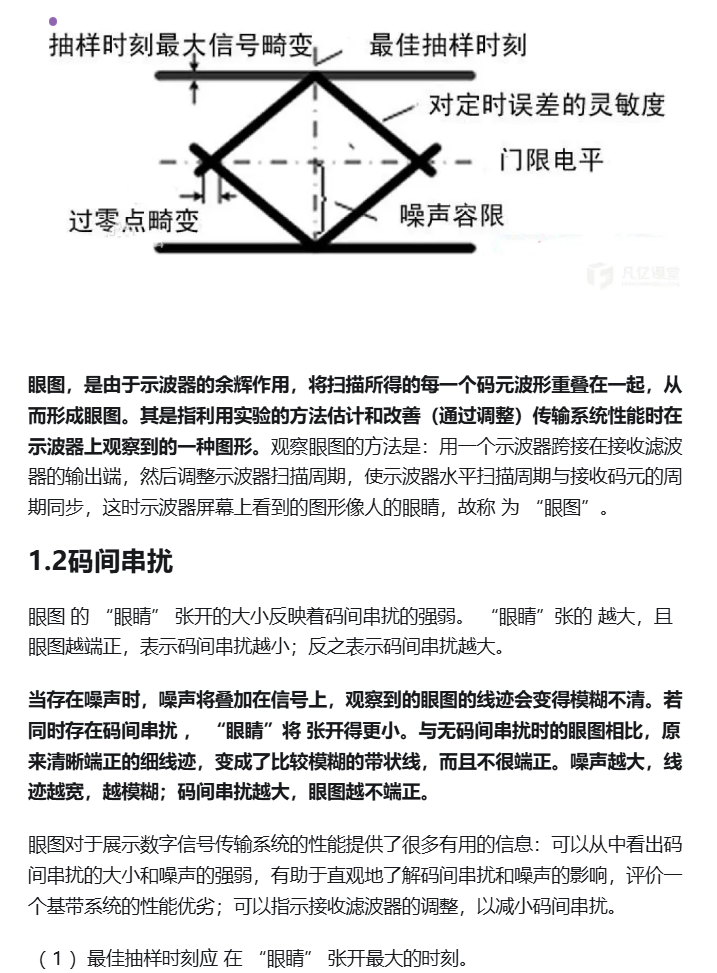 抽样时刻最大信号畸变
最佳抽样时刻
对定时误差的灵敏度
门限电平
过零点畸变
噪声容限
凡亿课堂
眼图，是由于示波器的余辉作用，将扫描所得的每一个码元波形重叠在一起，从
而形成眼图。其是指利用实验的方法估计和改善（通过调整）传输系统性能时在
示波器上观察到的一种图形。观察眼图的方法是：用一个示波器跨接在接收滤波
器的输出端，然后调整示波器扫描周期，使示波器水平扫描周期与接收码元的周
期同步，这时示波器屏幕上看到的图形像人的眼睛，故称 为 “眼图”。
1.2码间串扰
眼图 的 “眼睛” 张开的大小反映着码间串扰的强弱。 “眼睛”张的 越大，且
眼图越端正，表示码间串扰越小；反之表示码间串扰越大。
当存在噪声时，噪声将叠加在信号上，观察到的眼图的线迹会变得模糊不清。若
同时存在码间串扰 ， “眼睛”将 张开得更小。与无码间串扰时的眼图相比，原
来清晰端正的细线迹，变成了比较模糊的带状线，而且不很端正。噪声越大，线
迹越宽，越模糊；码间串扰越大，眼图越不端正。
眼图对于展示数字信号传输系统的性能提供了很多有用的信息：可以从中看出码
间串扰的大小和噪声的强弱，有助于直观地了解码间串扰和噪声的影响，评价一
个基带系统的性能优劣；可以指示接收滤波器的调整，以减小码间串扰。
（ 1 ）最佳抽样时刻应 在 “眼睛” 张开最大的时刻。